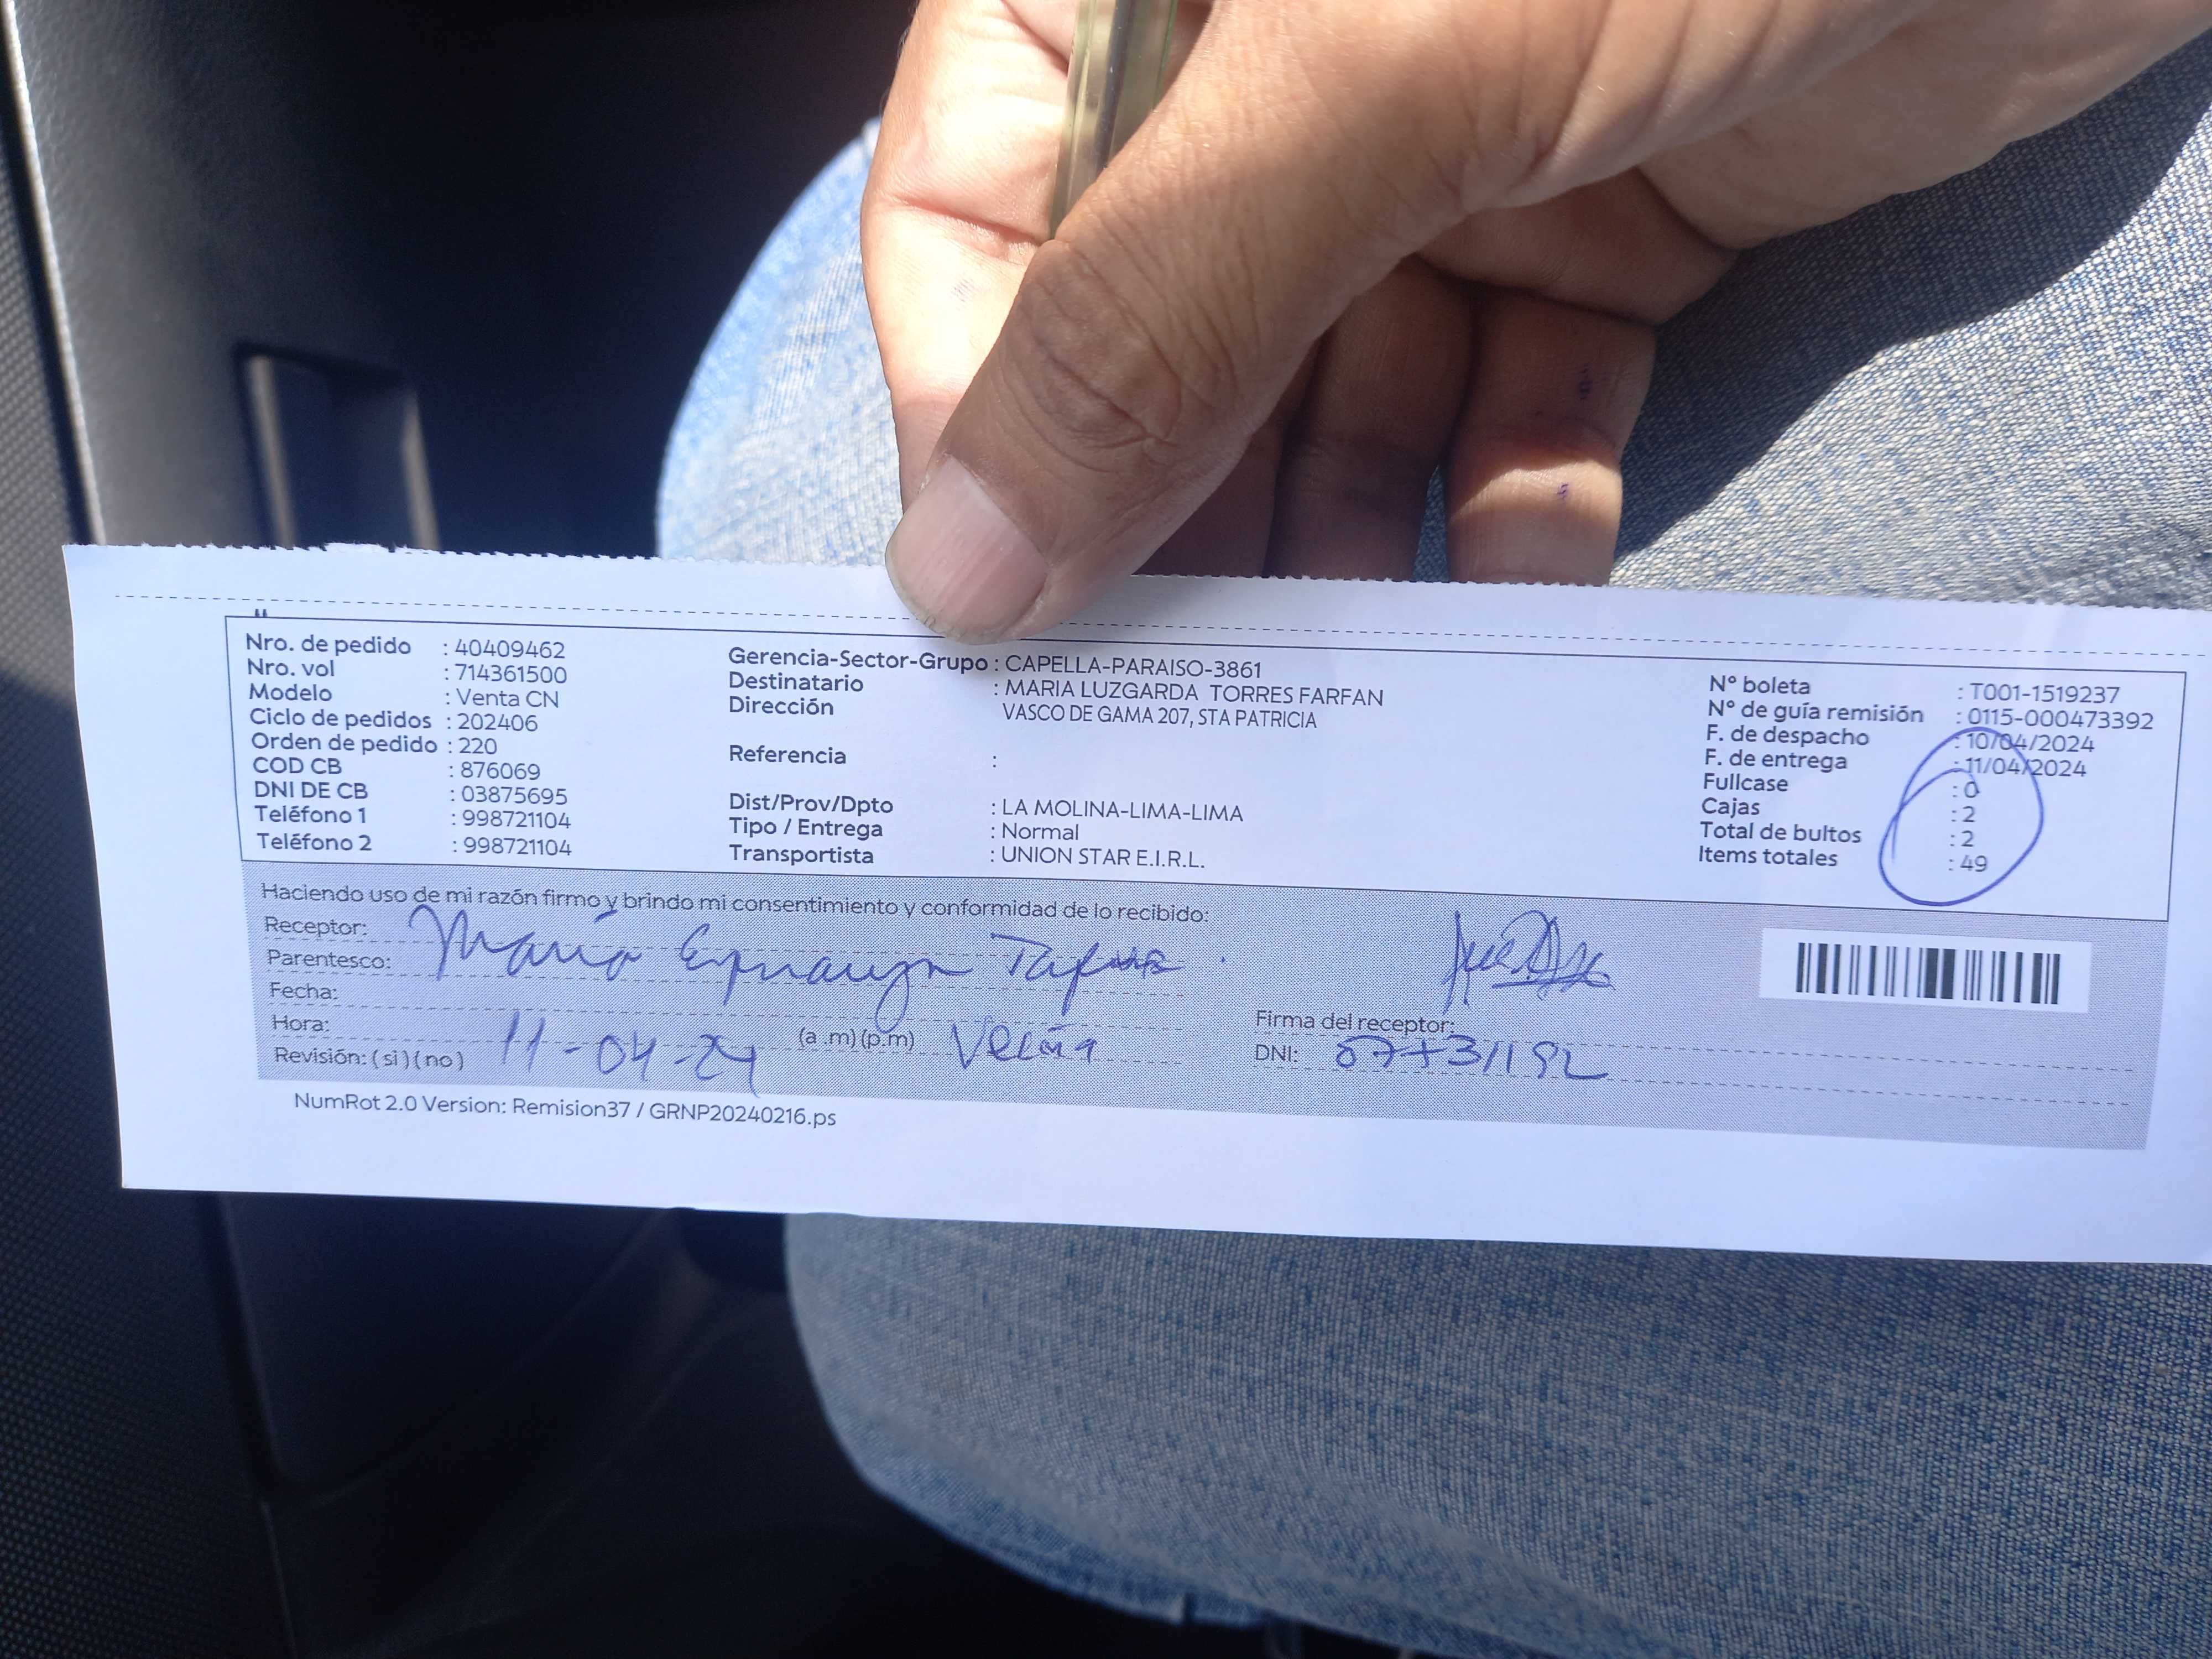 Nro. de pedido : 40409462
Nro. vol : 714361500
Modelo : Venta CN
Ciclo de pedidos : 202406
Orden de pedido : 220
COD CB : 876069
DNI DE CB : 03875695
Teléfono 1 : 998721104
Teléfono 2 : 998721104
Gerencia-Sector-Grupo : CAPELLA-PARAISO-3861
Destinatario : MARIA LUZGARDA TORRES FARFAN
Dirección VASCO DE GAMA 207, STA PATRICIA
Referencia :
Dist/Prov/Dpto : LA MOLINA-LIMA-LIMA
Tipo / Entrega : Normal
Transportista : UNION STAR E.I.R.L.
N° boleta : T001-1519237
N° de guía remisión : 0115-000473392
F. de despacho : 10/04/2024
F. de entrega : 11/04/2024
Fullcase : 0
Cajas : 2
Total de bultos : 2
Items totales : 49
Haciendo uso de mi razón firmo y brindo mi consentimiento y conformidad de lo recibido:
Receptor:
Parentesco: María
Fecha:
Hora: (a .m) (p.m)
Revisión: ( si ) ( no ) 11-04-24
Firma del receptor:
DNI:
NumRot 2.0 Version: Remision37 / GRNP20240216.ps